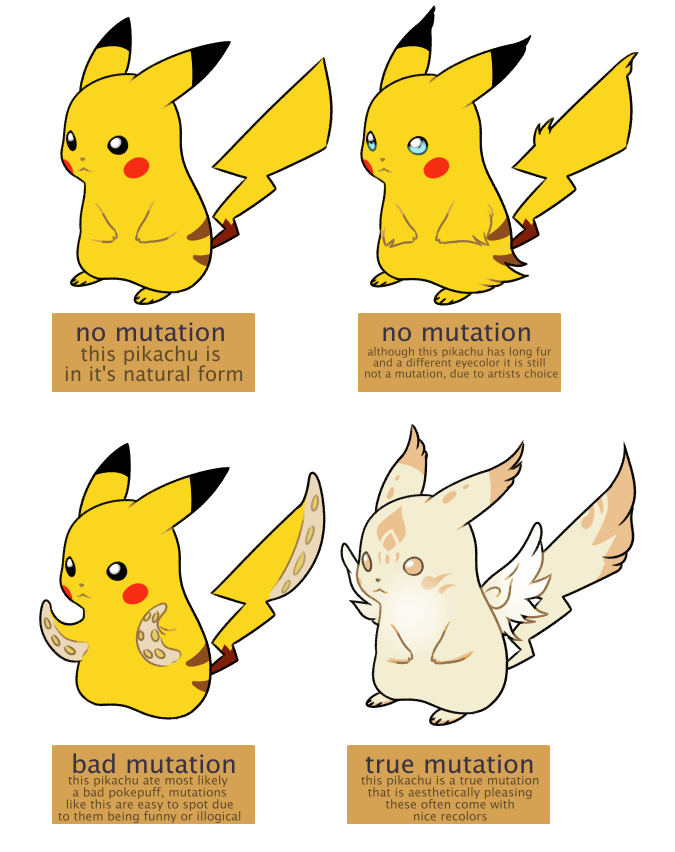 no mutation
this pikachu is
in it's natural form
no mutation
although this pikachu has long fur
and a different eyecolor it is still
not a mutation, due to artists choice
bad mutation
this pikachu ate most likely
a bad pokepuff, mutations
like this are easy to spot due
to them being funny or illogical
true mutation
this pikachu is a true mutation
that is aesthetically pleasing
these often come with
nice recolors